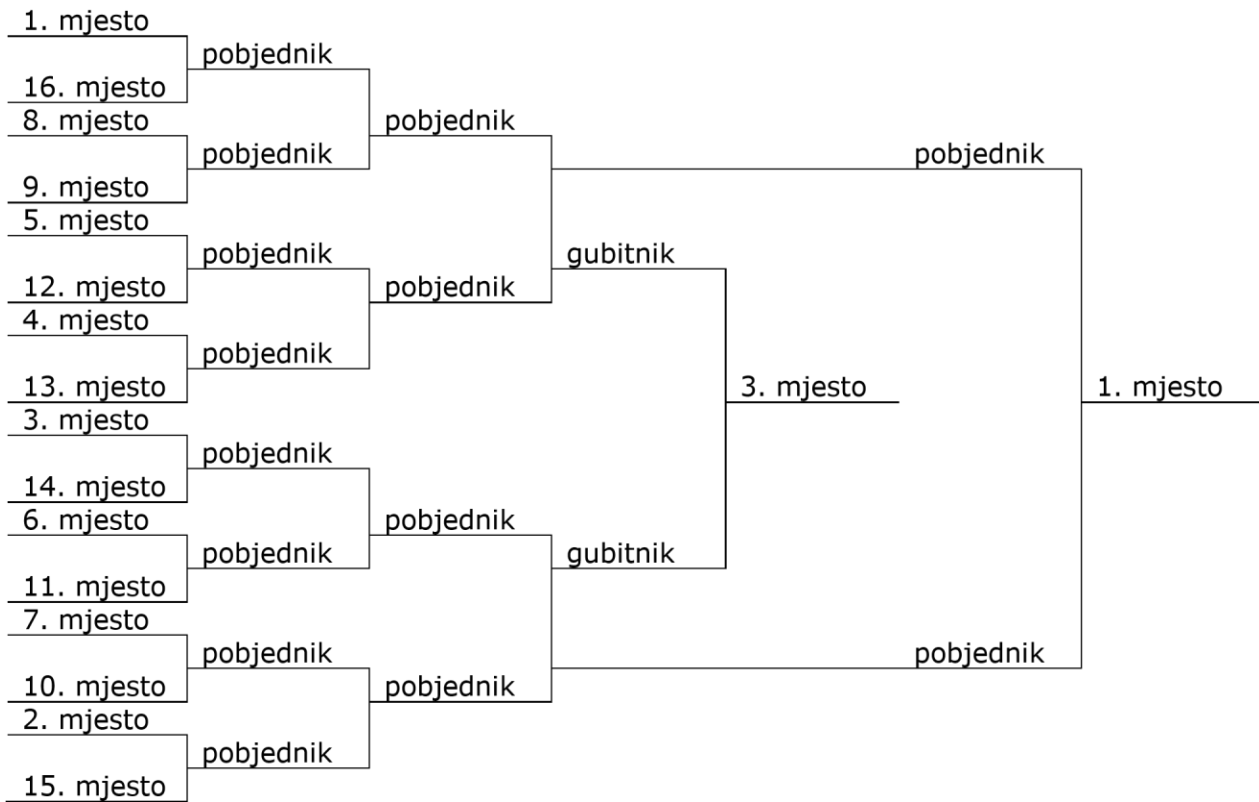 1. mjesto
16. mjesto
8. mjesto
9. mjesto
5. mjesto
12. mjesto
4. mjesto
13. mjesto
3. mjesto
14. mjesto
6. mjesto
11. mjesto
7. mjesto
10. mjesto
2. mjesto
15. mjesto
pobjednik
pobjednik
pobjednik
pobjednik
pobjednik
pobjednik
pobjednik
pobjednik
pobjednik
pobjednik
pobjednik
pobjednik
gubitnik
gubitnik
3. mjesto
pobjednik
pobjednik
1. mjesto